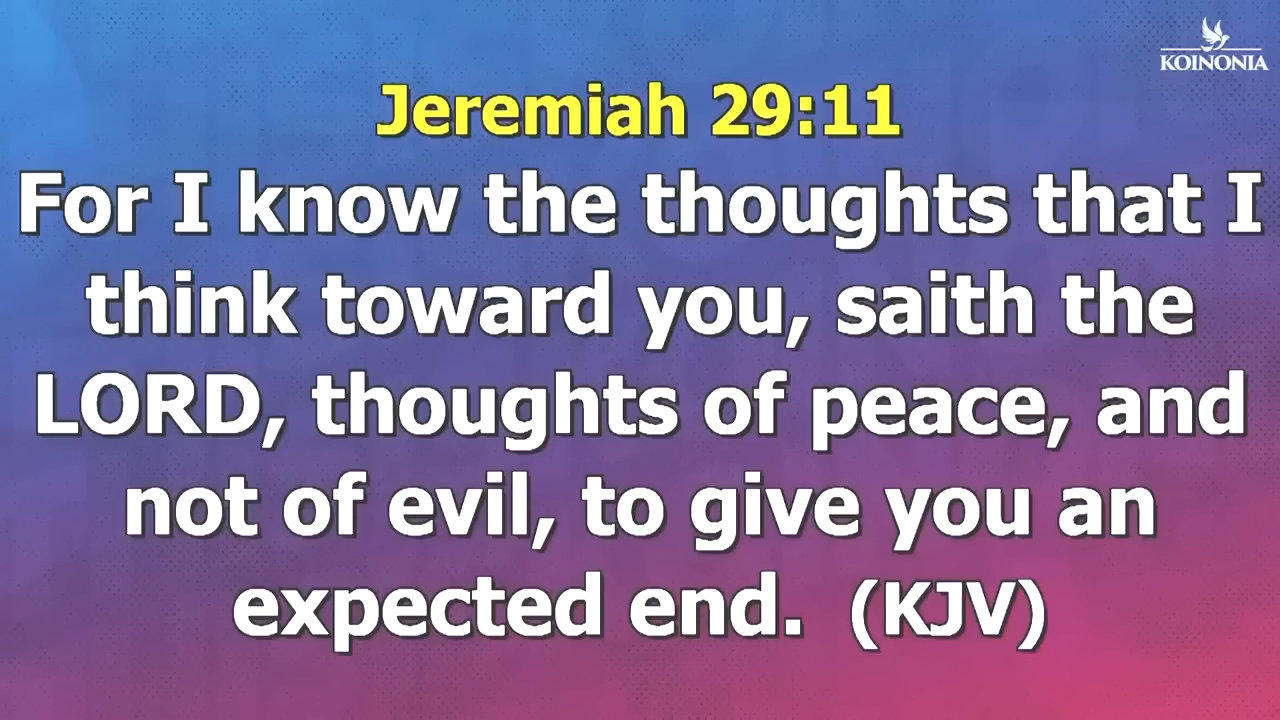 KOINONIA
Jeremiah 29:11
For I know the thoughts that I
think toward you, saith the
LORD, thoughts of peace, and
not of evil, to give you an
expected end.  (KJV)